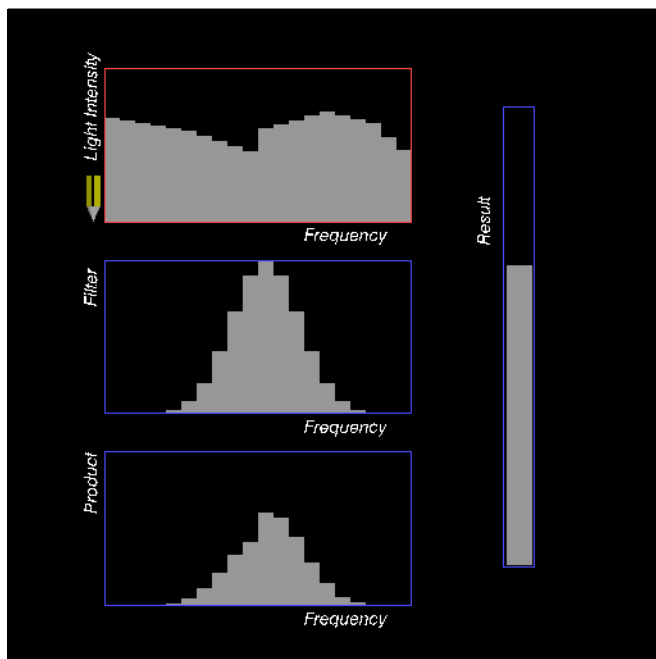 Light Intensity
Frequency
Filter
Frequency
Product
Frequency
Result